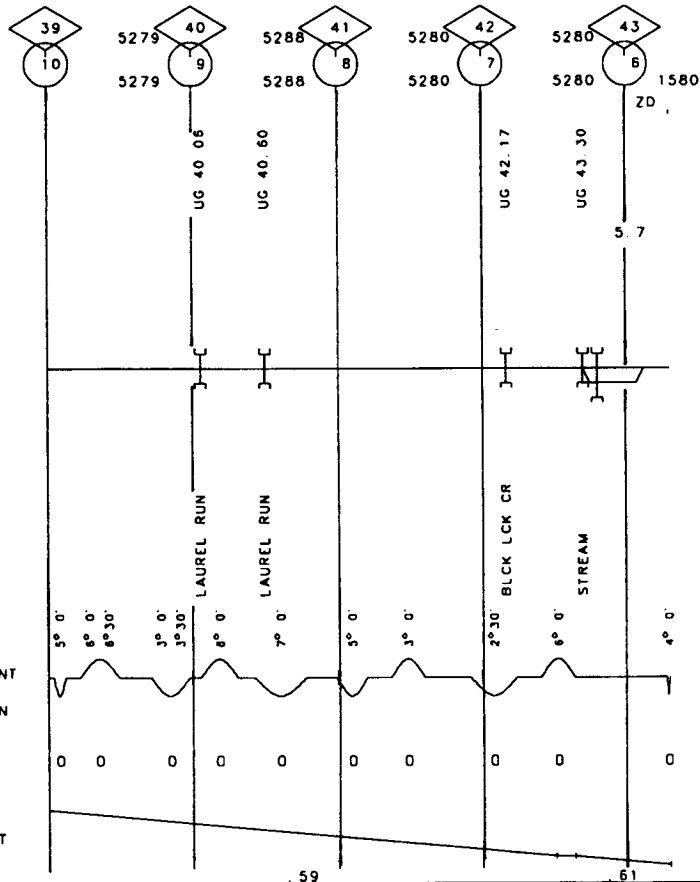 39 5279 40 5288 41 5280 42 5280 43
10 5279 9 5288 8 5280 7 5280 6 1580
ZD
UG 40 06
UG 40.60
UG 42.17
UG 43.30
5.7
LAUREL RUN
LAUREL RUN
BLCK LCK CR
STREAM
5° 0'
6° 0'
6° 30'
3° 0'
3° 30'
8° 0'
7° 0'
5° 0'
3° 0'
2° 30'
6° 0'
4° 0'
NT
N
0 0 0 0 0 0 0 0 0 0
T
59 61